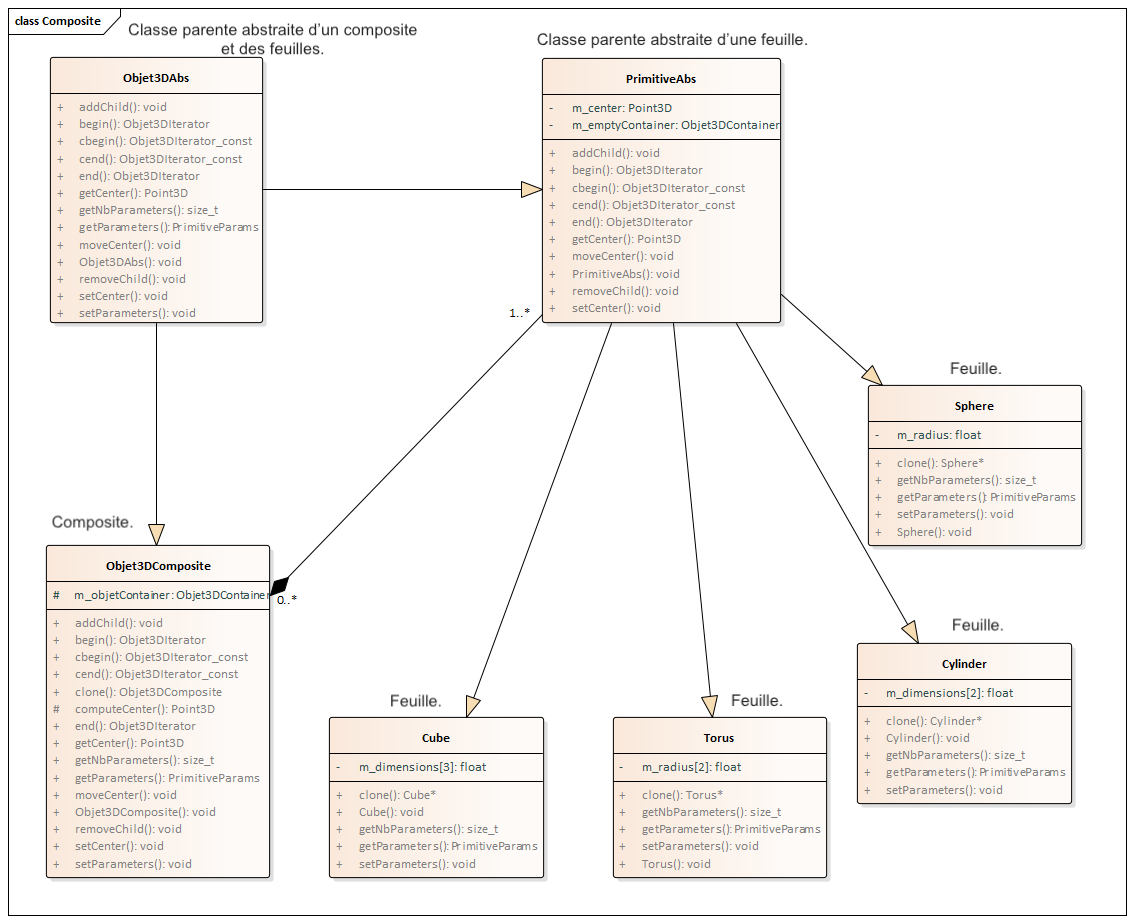 class Composite
Classe parente abstraite d'un composite
et des feuilles.
Classe parente abstraite d'une feuille.
Objet3DAbs
+ addChild(): void
+ begin(): Objet3DIterator
+ cbegin(): Objet3DIterator_const
+ cend(): Objet3DIterator_const
+ end(): Objet3DIterator
+ getCenter(): Point3D
+ getNbParameters(): size_t
+ getParameters(): PrimitiveParams
+ moveCenter(): void
+ Objet3DAbs(): void
+ removeChild(): void
+ setCenter(): void
+ setParameters(): void
PrimitiveAbs
- m_center: Point3D
- m_emptyContainer: Objet3DContainer
+ addChild(): void
+ begin(): Objet3DIterator
+ cbegin(): Objet3DIterator_const
+ cend(): Objet3DIterator_const
+ end(): Objet3DIterator
+ getCenter(): Point3D
+ moveCenter(): void
+ PrimitiveAbs(): void
+ removeChild(): void
+ setCenter(): void
1..*
Feuille.
Sphere
- m_radius: float
+ clone(): Sphere*
+ getNbParameters(): size_t
+ getParameters(): PrimitiveParams
+ setParameters(): void
+ Sphere(): void
Composite.
Objet3DComposite
# m_objetContainer: Objet3DContainer
0..*
+ addChild(): void
+ begin(): Objet3DIterator
+ cbegin(): Objet3DIterator_const
+ cend(): Objet3DIterator_const
+ clone(): Objet3DComposite
# computeCenter(): Point3D
+ end(): Objet3DIterator
+ getCenter(): Point3D
+ getNbParameters(): size_t
+ getParameters(): PrimitiveParams
+ moveCenter(): void
+ Objet3DComposite(): void
+ removeChild(): void
+ setCenter(): void
+ setParameters(): void
Feuille.
Cube
- m_dimensions[3]: float
+ clone(): Cube*
+ Cube(): void
+ getNbParameters(): size_t
+ getParameters(): PrimitiveParams
+ setParameters(): void
Feuille.
Torus
- m_radius[2]: float
+ clone(): Torus*
+ getNbParameters(): size_t
+ getParameters(): PrimitiveParams
+ setParameters(): void
+ Torus(): void
Feuille.
Cylinder
- m_dimensions[2]: float
+ clone(): Cylinder*
+ Cylinder(): void
+ getNbParameters(): size_t
+ getParameters(): PrimitiveParams
+ setParameters(): void